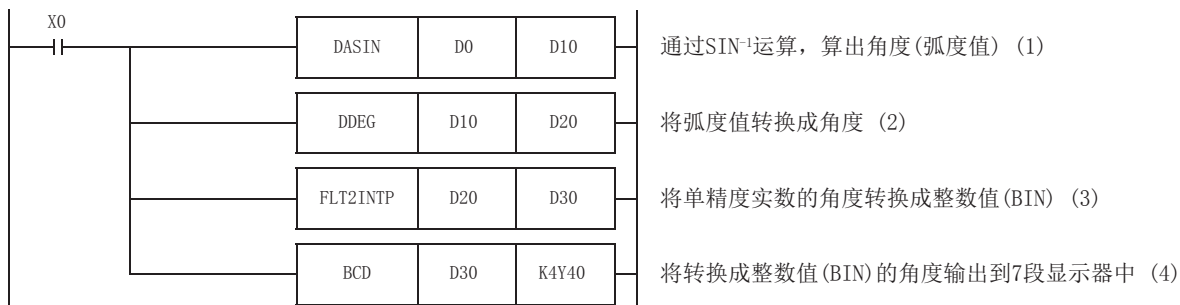 X0
DASIN D0 D10 通过SIN⁻¹运算，算出角度(弧度值) (1)
DDEG D10 D20 将弧度值转换成角度 (2)
FLT2INTP D20 D30 将单精度实数的角度转换成整数值(BIN) (3)
BCD D30 K4Y40 将转换成整数值(BIN)的角度输出到7段显示器中 (4)